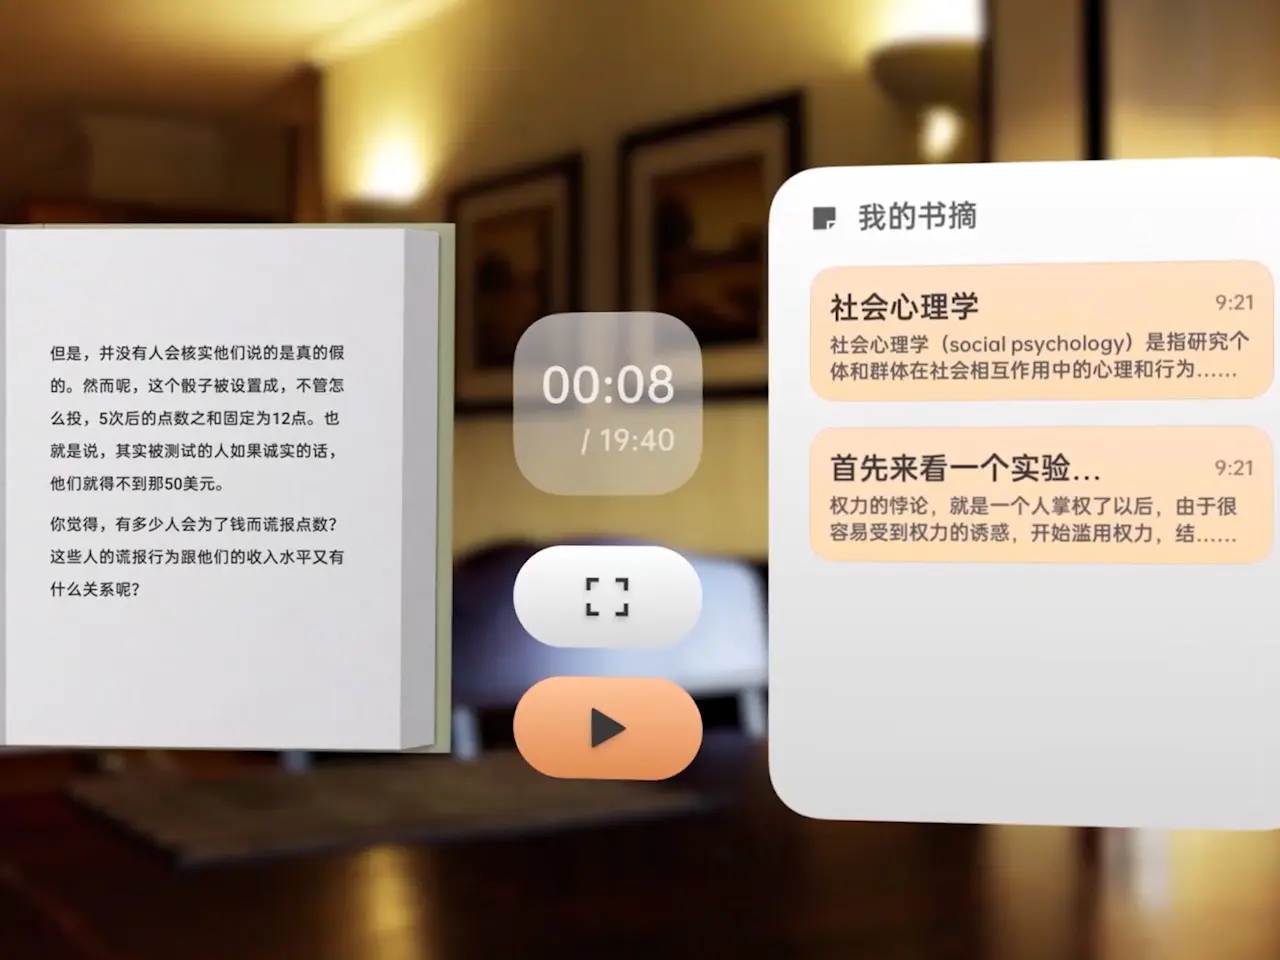 但是，并没有人会核实他们说的是真的假
的。然而呢，这个骰子被设置成，不管怎
么投，5次后的点数之和固定为12点。也
就是说，其实被测试的人如果诚实的话，
他们就得不到那50美元。
你觉得，有多少人会为了钱而谎报点数？
这些人的谎报行为跟他们的收入水平又有
什么关系呢？
00:08
/ 19:40
我的书摘
社会心理学
9:21
社会心理学（social psychology）是指研究个
体和群体在社会相互作用中的心理和行为……
首先来看一个实验…
9:21
权力的悖论，就是一个人掌权了以后，由于很
容易受到权力的诱惑，开始滥用权力，结……